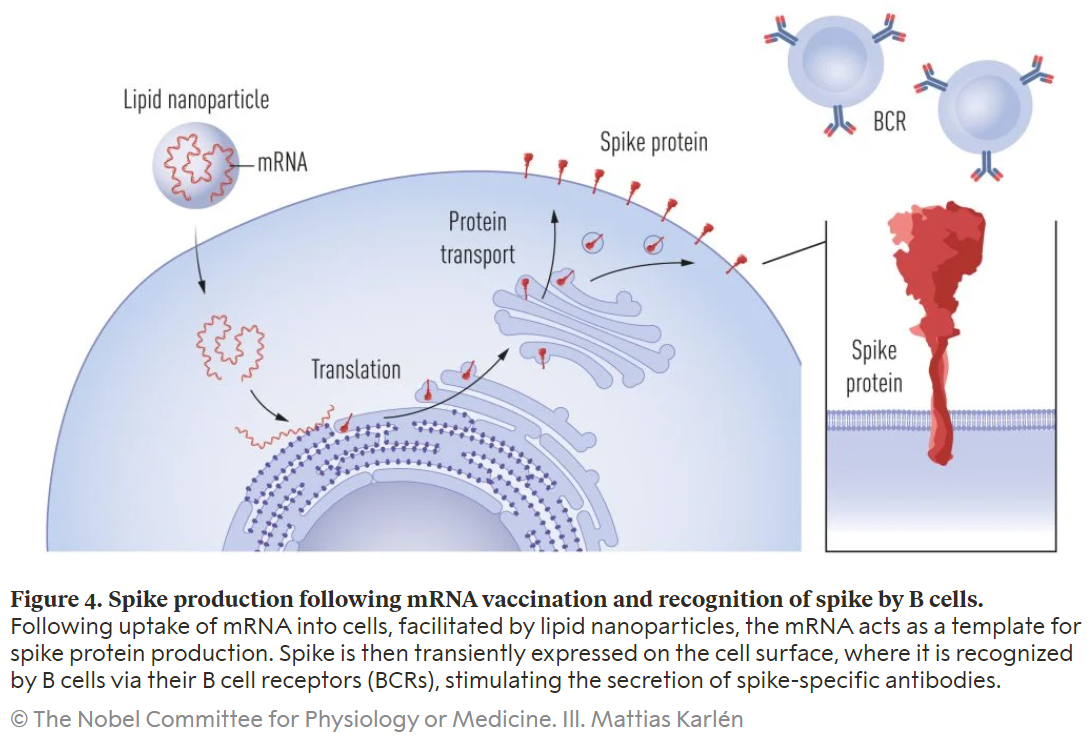 Lipid nanoparticle
mRNA
Spike protein
BCR
Protein
transport
Translation
Spike
protein
Figure 4. Spike production following mRNA vaccination and recognition of spike by B cells.
Following uptake of mRNA into cells, facilitated by lipid nanoparticles, the mRNA acts as a template for
spike protein production. Spike is then transiently expressed on the cell surface, where it is recognized
by B cells via their B cell receptors (BCRs), stimulating the secretion of spike-specific antibodies.
© The Nobel Committee for Physiology or Medicine. Ill. Mattias Karlén